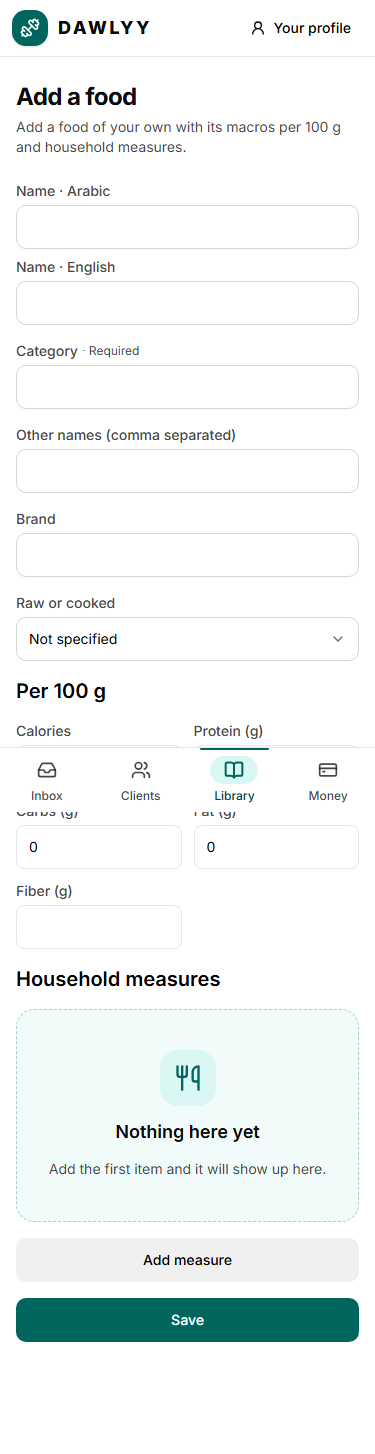 DAWLYY
Your profile
Add a food
Add a food of your own with its macros per 100 g
and household measures.
Name · Arabic
Name · English
Category · Required
Other names (comma separated)
Brand
Raw or cooked
Not specified
Per 100 g
Calories
Protein (g)
Inbox
Clients
Library
Money
Carbs (g)
Fat (g)
0
0
Fiber (g)
Household measures
Nothing here yet
Add the first item and it will show up here.
Add measure
Save